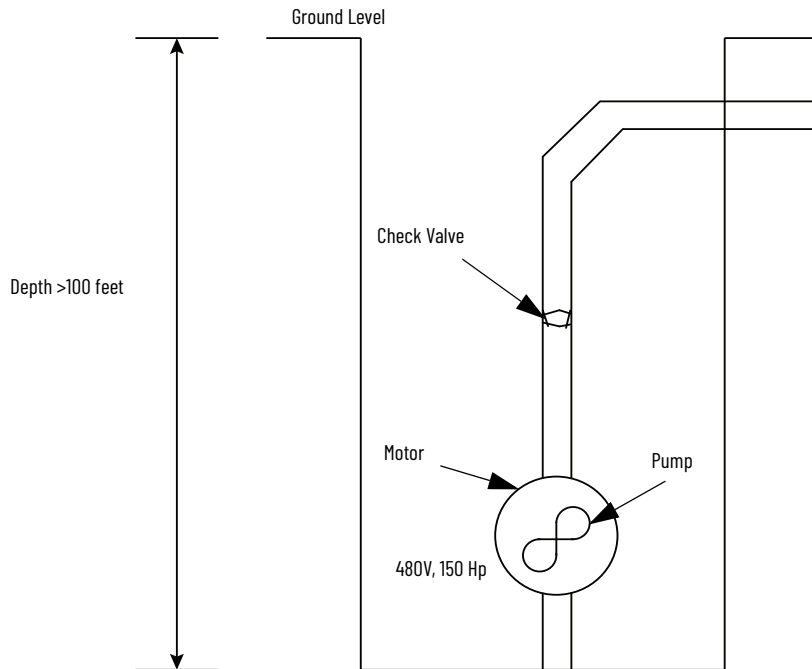 Ground Level
Check Valve
Depth >100 feet
Motor
Pump
480V, 150 Hp